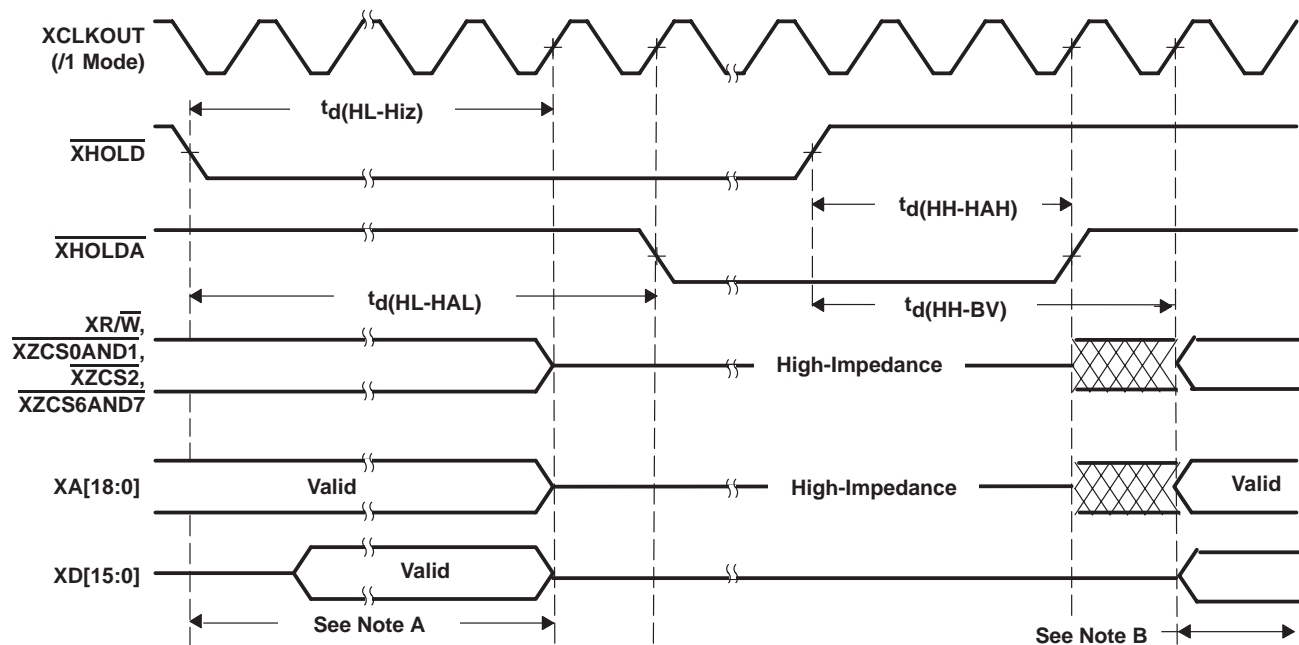 XCLKOUT
(/1 Mode)
td(HL-Hiz)
XHOLD
td(HH-HAH)
XHOLDA
td(HL-HAL)
td(HH-BV)
XR/W,
XZCS0AND1,
XZCS2,
XZCS6AND7
High-Impedance
XA[18:0]
Valid
High-Impedance
Valid
XD[15:0]
Valid
See Note A
See Note B